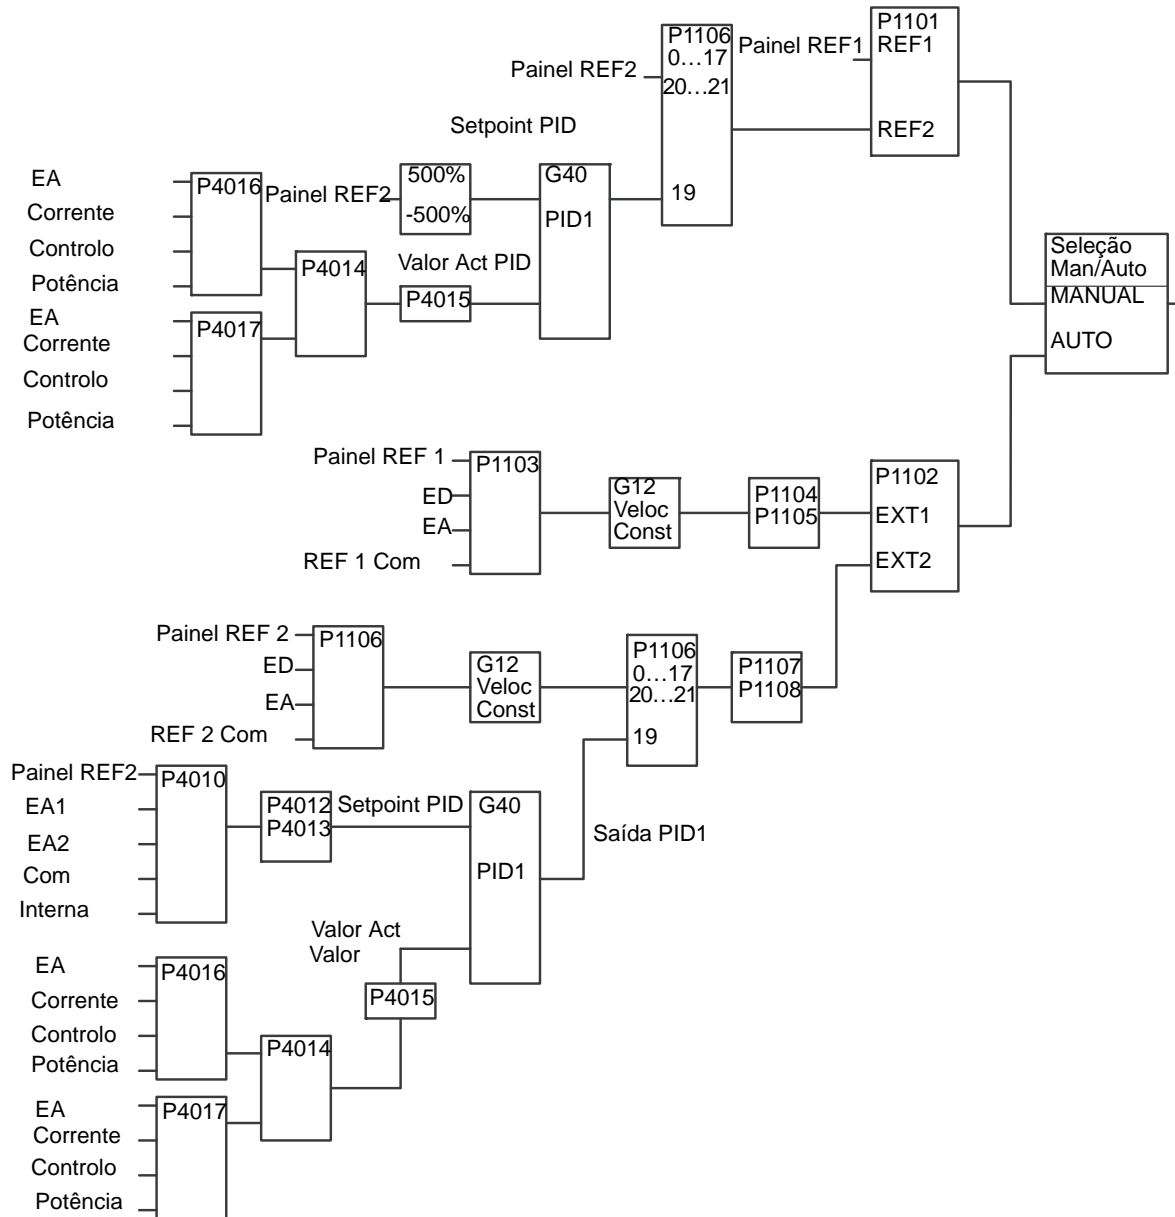 P1101
REF1
REF2
Painel REF1
P1106
0…17
20…21
19
Painel REF2
Setpoint PID
EA
Corrente
Controlo
Potência
P4016
Painel REF2
500%
-500%
G40
PID1
P4014
Valor Act PID
P4015
EA
Corrente
Controlo
Potência
P4017
Seleção
Man/Auto
MANUAL
AUTO
Painel REF 1
ED
EA
REF 1 Com
P1103
G12
Veloc
Const
P1104
P1105
P1102
EXT1
EXT2
Painel REF 2
ED
EA
REF 2 Com
P1106
G12
Veloc
Const
P1106
0…17
20…21
19
P1107
P1108
Painel REF2
EA1
EA2
Com
Interna
P4010
P4012
P4013
Setpoint PID
G40
PID1
Saída PID1
Valor Act
Valor
P4015
EA
Corrente
Controlo
Potência
P4016
P4014
EA
Corrente
Controlo
Potência
P4017